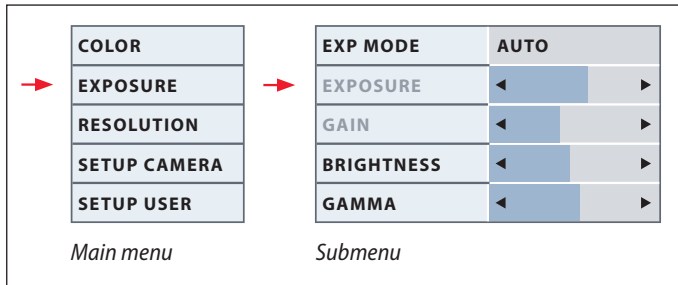 COLOR
EXPOSURE
RESOLUTION
SETUP CAMERA
SETUP USER
Main menu
EXP MODE AUTO
EXPOSURE
GAIN
BRIGHTNESS
GAMMA
Submenu